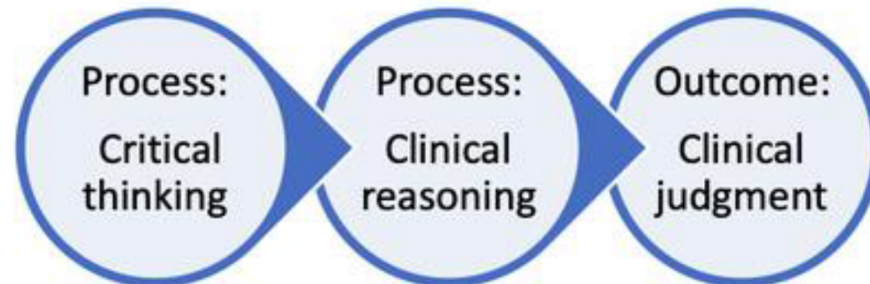 Process:
Critical
thinking
Process:
Clinical
reasoning
Outcome:
Clinical
judgment